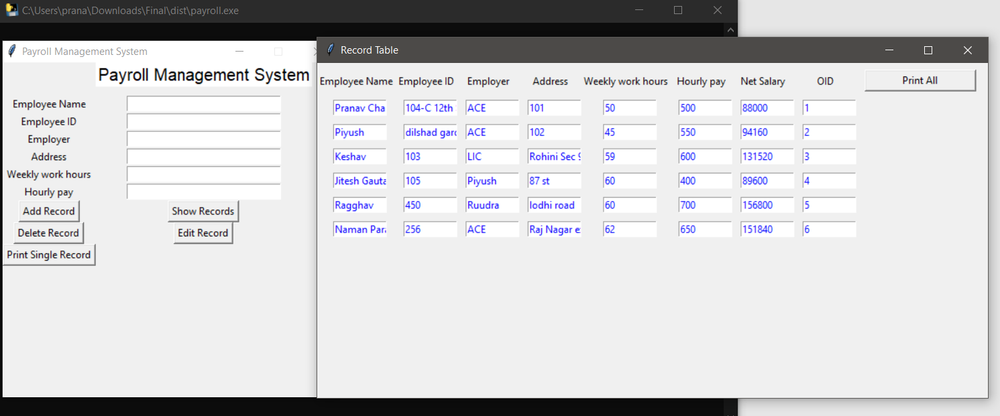 C:\Users\prana\Downloads\Final\dist\payroll.exe
Payroll Management System
Payroll Management System
Employee Name
Employee ID
Employer
Address
Weekly work hours
Hourly pay
Add Record Show Records
Delete Record Edit Record
Print Single Record
Record Table
Employee Name Employee ID Employer Address Weekly work hours Hourly pay Net Salary OID Print All
Pranav Cha 104-C 12th ACE 101 50 500 88000 1
Piyush dilshad gard ACE 102 45 550 94160 2
Keshav 103 LIC Rohini Sec 9 59 600 131520 3
Jitesh Gauta 105 Piyush 87 st 60 400 89600 4
Ragghav 450 Ruudra lodhi road 60 700 156800 5
Naman Para 256 ACE Raj Nagar e 62 650 151840 6